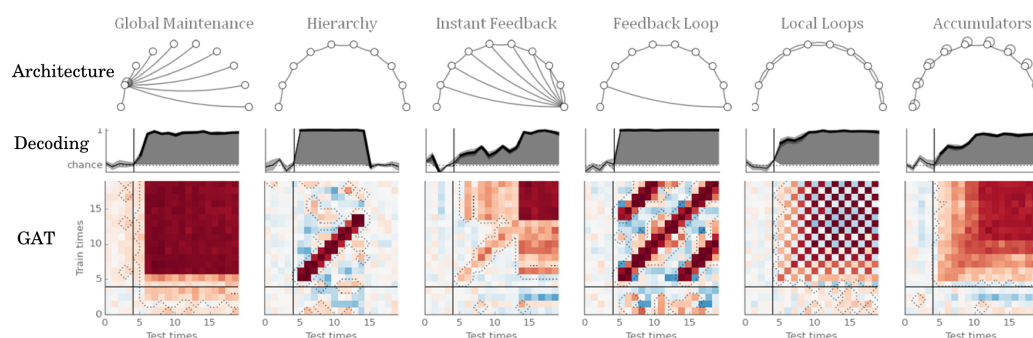 Global Maintenance Hierarchy Instant Feedback Feedback Loop Local Loops Accumulators
Architecture
Decoding
1
chance
GAT
Train times
15
10
5
0
0 5 10 15 0 5 10 15 0 5 10 15 0 5 10 15 0 5 10 15 0 5 10 15
Test times Test times Test times Test times Test times Test times